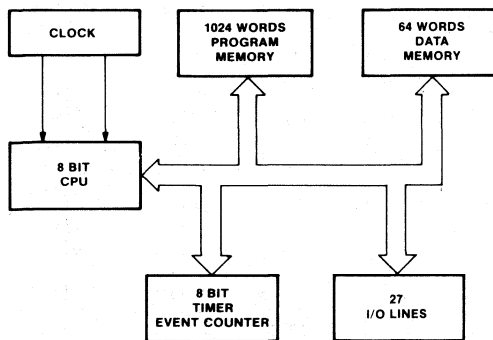 CLOCK
1024 WORDS
PROGRAM
MEMORY
64 WORDS
DATA
MEMORY
8 BIT
CPU
8 BIT
TIMER
EVENT COUNTER
27
I/O LINES